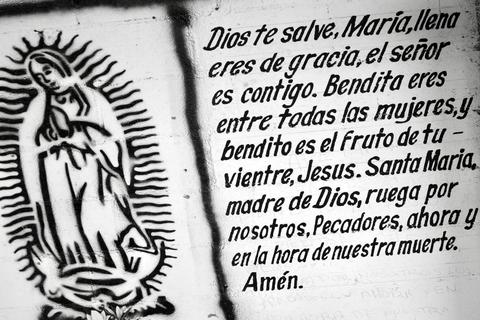 Dios te salve, María, llena
eres de gracia, el señor
es contigo. Bendita eres
entre todas las mujeres, y
bendito es el fruto de tu -
vientre, Jesus. Santa Maria,
madre de Dios, ruega por
nosotros, Pecadores, ahora y
en la hora de nuestra muerte.
Amén.